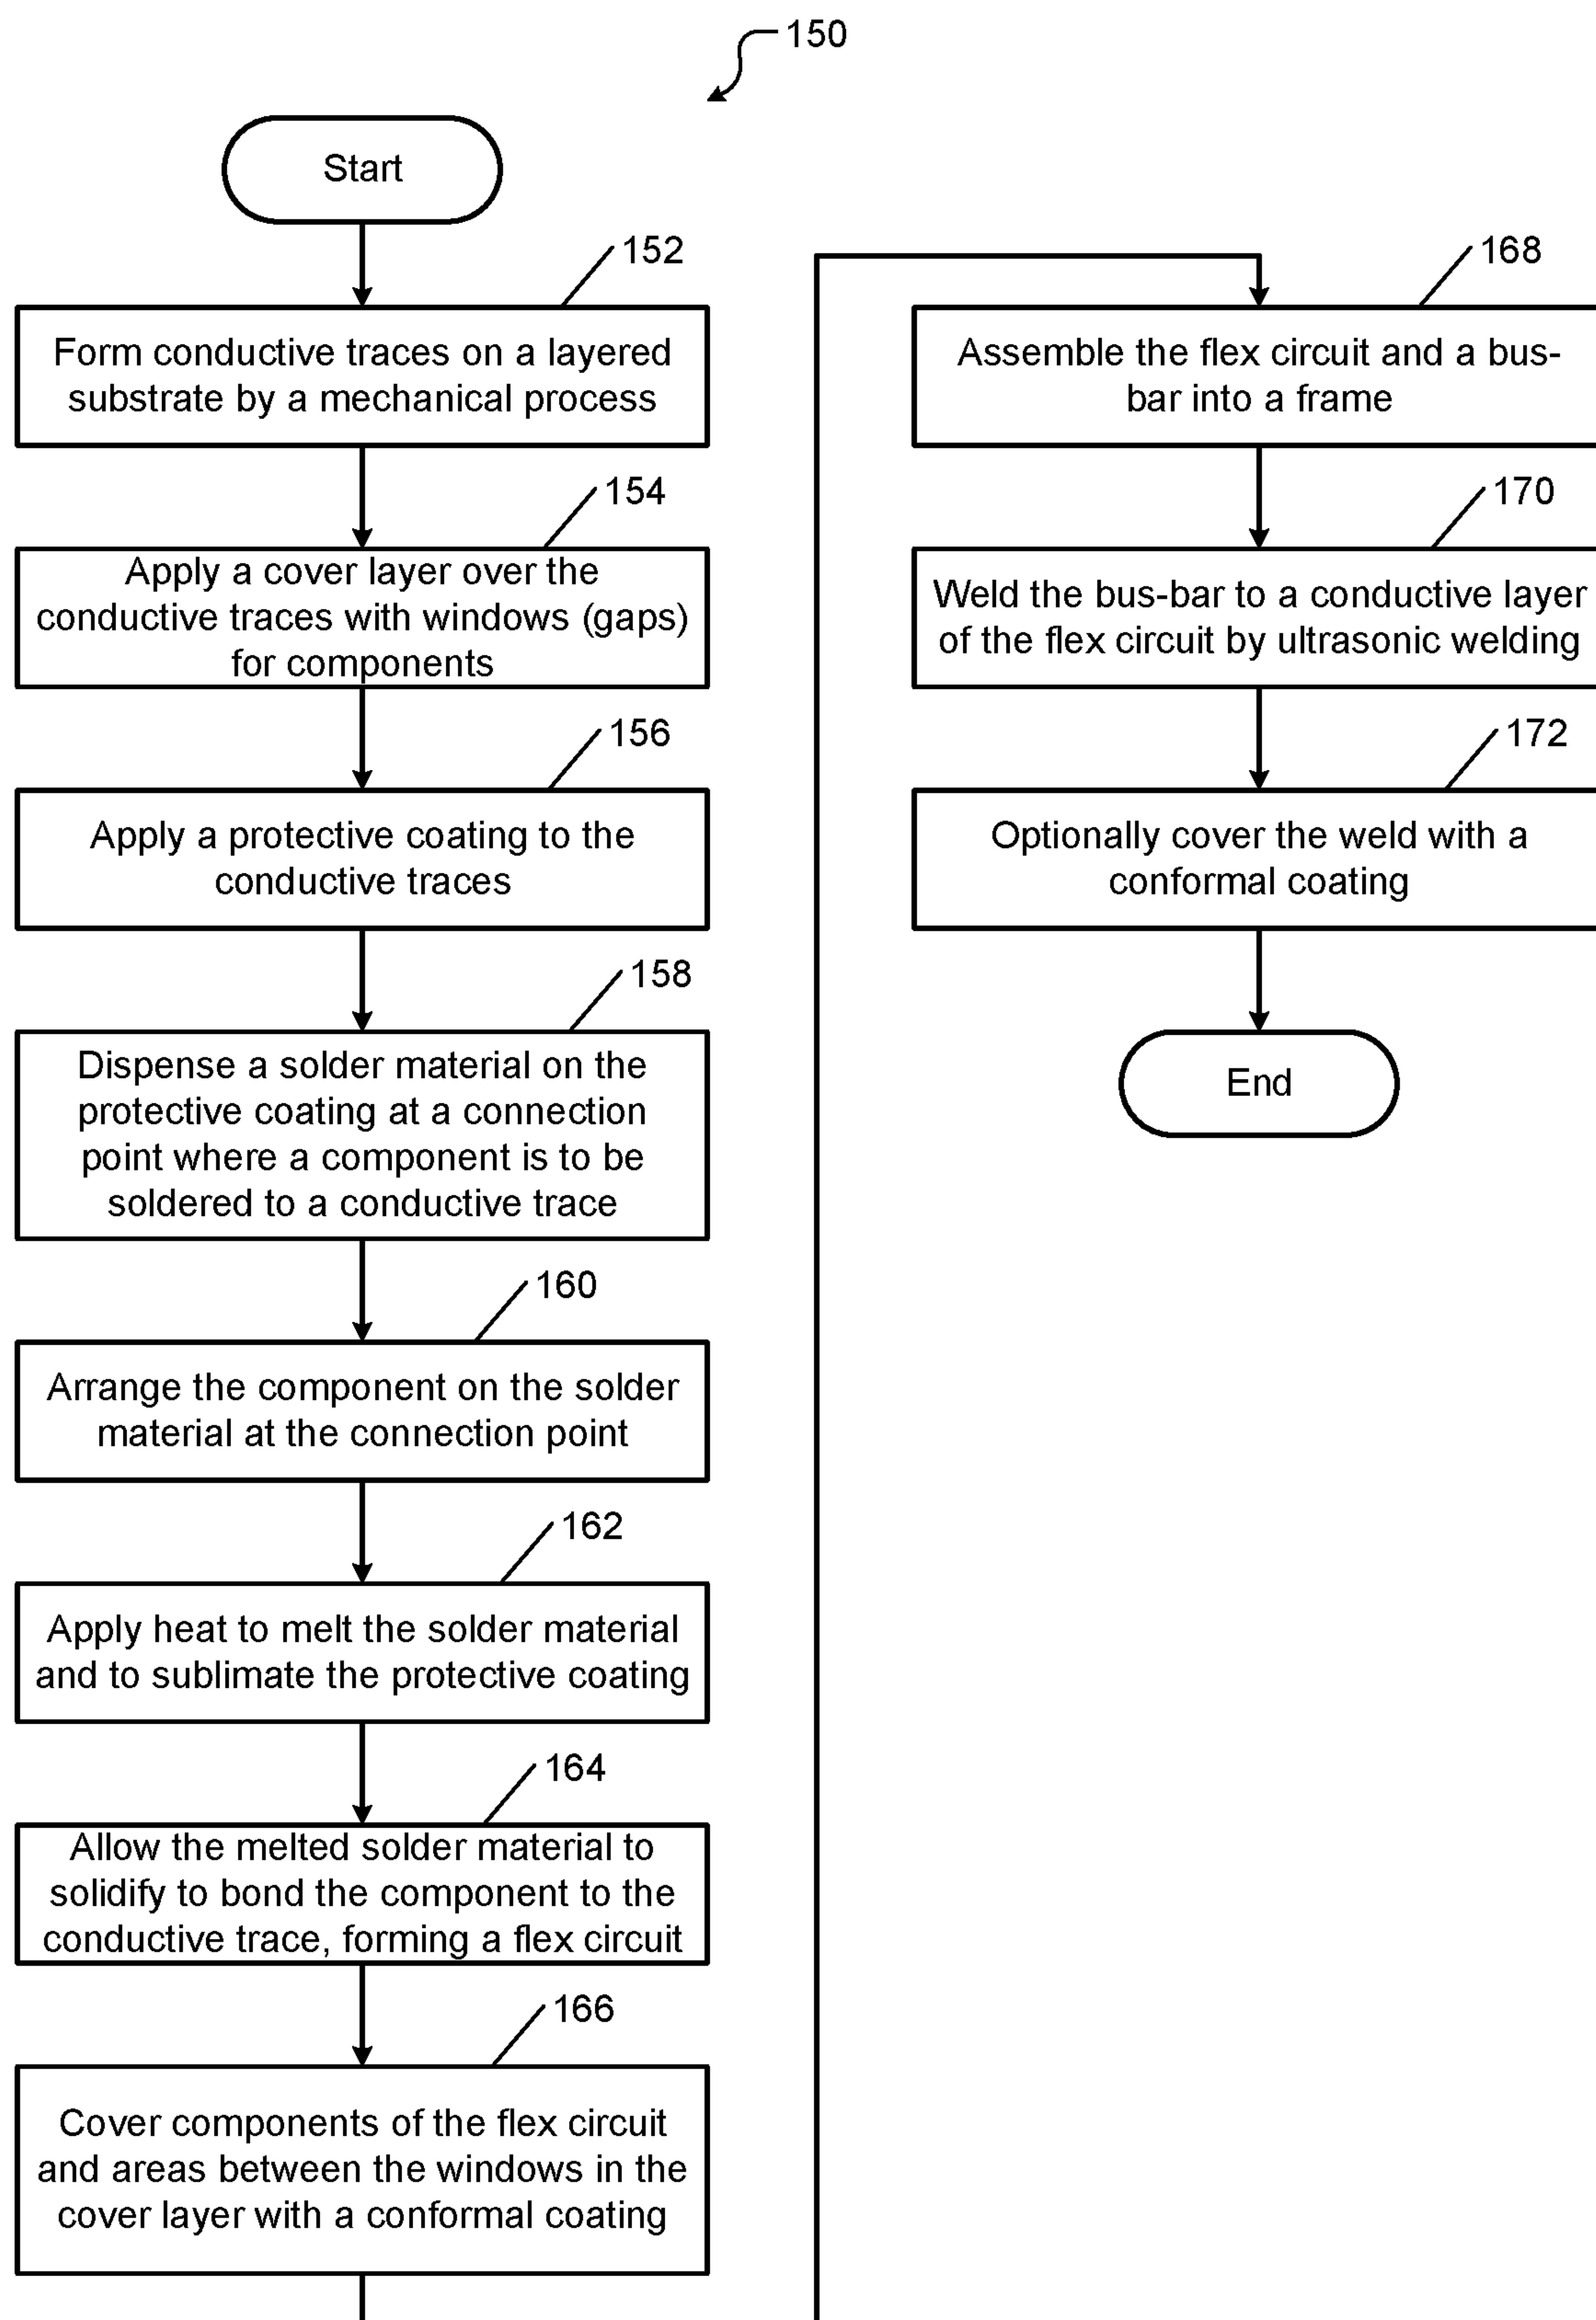 150
Start
152
Form conductive traces on a layered
substrate by a mechanical process
154
Apply a cover layer over the
conductive traces with windows (gaps)
for components
156
Apply a protective coating to the
conductive traces
158
Dispense a solder material on the
protective coating at a connection
point where a component is to be
soldered to a conductive trace
160
Arrange the component on the solder
material at the connection point
162
Apply heat to melt the solder material
and to sublimate the protective coating
164
Allow the melted solder material to
solidify to bond the component to the
conductive trace, forming a flex circuit
166
Cover components of the flex circuit
and areas between the windows in the
cover layer with a conformal coating
168
Assemble the flex circuit and a bus-
bar into a frame
170
Weld the bus-bar to a conductive layer
of the flex circuit by ultrasonic welding
172
Optionally cover the weld with a
conformal coating
End